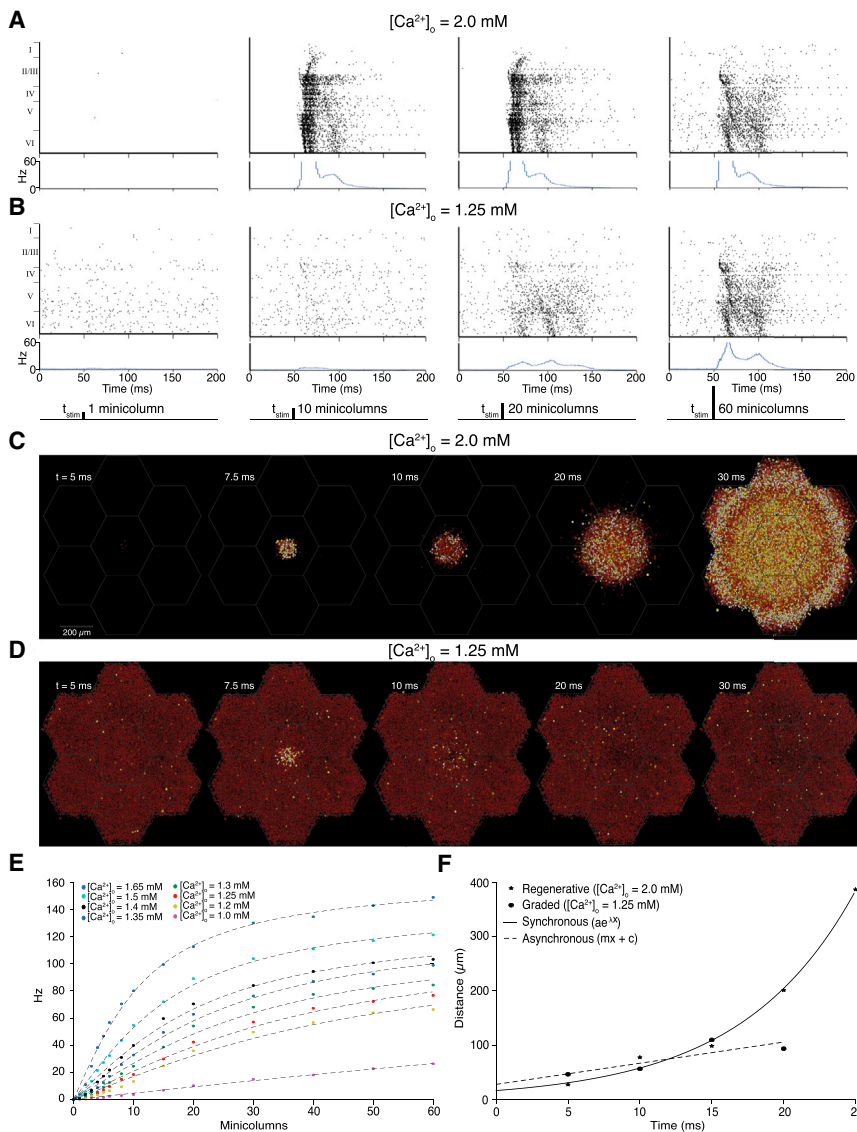 A
[Ca2+]o = 2.0 mM
I
II/III
IV
V
VI
60
Hz
0
B
[Ca2+]o = 1.25 mM
I
II/III
IV
V
VI
60
Hz
0
0 50 100 150 200
0 50 100 150 200
0 50 100 150 200
0 50 100 150 200
Time (ms) Time (ms) Time (ms) Time (ms)
tstim 1 minicolumn tstim 10 minicolumns tstim 20 minicolumns tstim 60 minicolumns
C
[Ca2+]o = 2.0 mM
t = 5 ms 7.5 ms 10 ms 20 ms 30 ms
200 µm
D
[Ca2+]o = 1.25 mM
t = 5 ms 7.5 ms 10 ms 20 ms 30 ms
E
160
140
120
100
80
60
40
20
0
Hz
[Ca2+]o = 1.65 mM
[Ca2+]o = 1.5 mM
[Ca2+]o = 1.4 mM
[Ca2+]o = 1.35 mM
[Ca2+]o = 1.3 mM
[Ca2+]o = 1.25 mM
[Ca2+]o = 1.2 mM
[Ca2+]o = 1.0 mM
0 10 20 30 40 50 60
Minicolumns
F
400
300
200
100
0
Distance (µm)
Regenerative ([Ca2+]o = 2.0 mM)
Graded ([Ca2+]o = 1.25 mM)
Synchronous (aeλx)
Asynchronous (mx + c)
0 5 10 15 20
Time (ms)